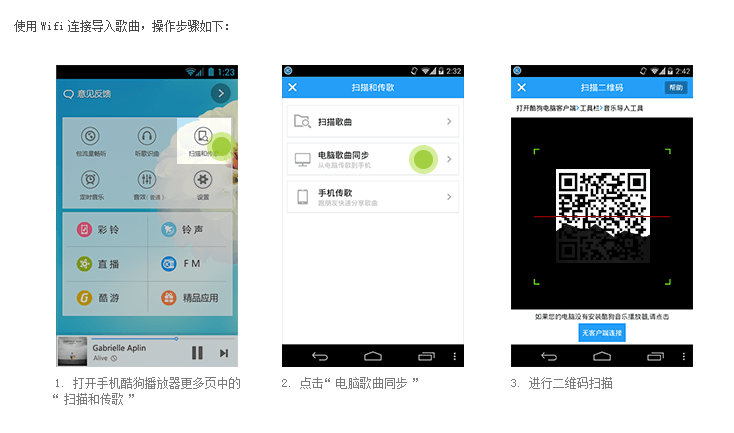 使用Wifi连接导入歌曲，操作步骤如下：
1:23
意见反馈
包流量畅听
听歌识曲
扫描和传歌
定时音乐
音效(普通)
设置
彩铃
铃声
直播
FM
酷游
精品应用
Gabrielle Aplin
Alive
1. 打开手机酷狗播放器更多页中的
“扫描和传歌”
2:32
扫描和传歌
扫描歌曲
电脑歌曲同步
从电脑传歌到手机
手机传歌
跟朋友快速分享歌曲
2. 点击“电脑歌曲同步”
2:42
扫描二维码
帮助
打开酷狗电脑客户端>工具栏>音乐导入工具
如果您的电脑没有安装酷狗音乐播放器,请点击
无客户端连接
3. 进行二维码扫描